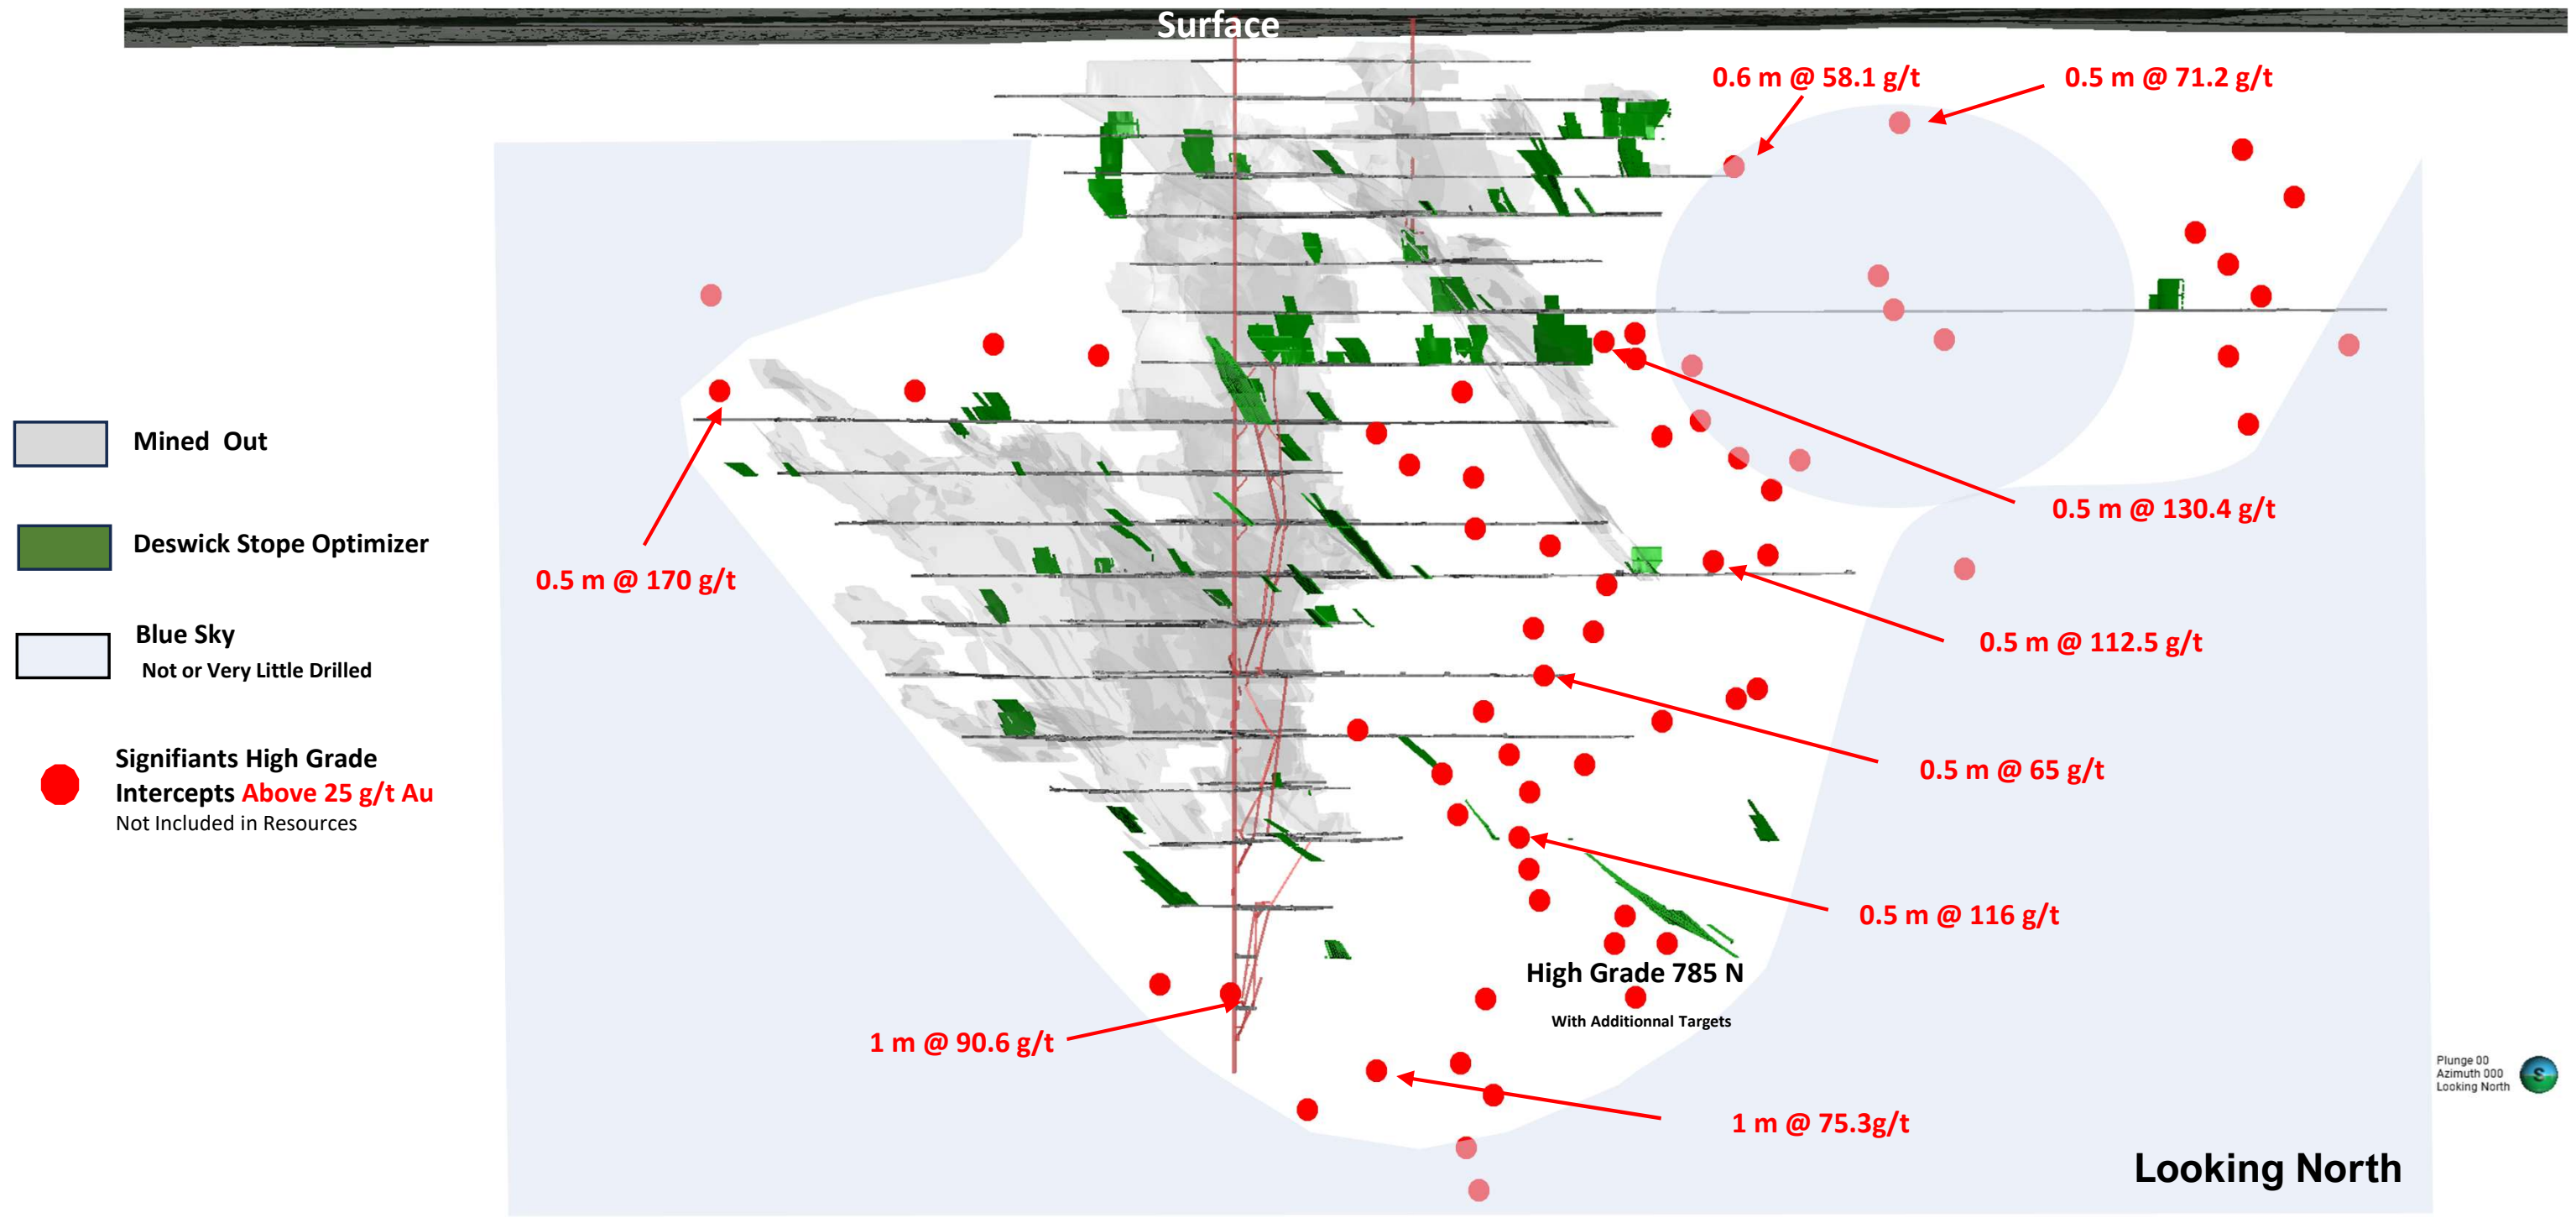 Surface
0.6 m @ 58.1 g/t
0.5 m @ 71.2 g/t
Mined Out
0.5 m @ 130.4 g/t
Deswick Stope Optimizer
0.5 m @ 170 g/t
Blue Sky
Not or Very Little Drilled
0.5 m @ 112.5 g/t
Signifiants High Grade
Intercepts Above 25 g/t Au
Not Included in Resources
0.5 m @ 65 g/t
0.5 m @ 116 g/t
High Grade 785 N
With Additionnal Targets
1 m @ 90.6 g/t
1 m @ 75.3g/t
Plunge 00
Azimuth 000
Looking North
S
Looking North